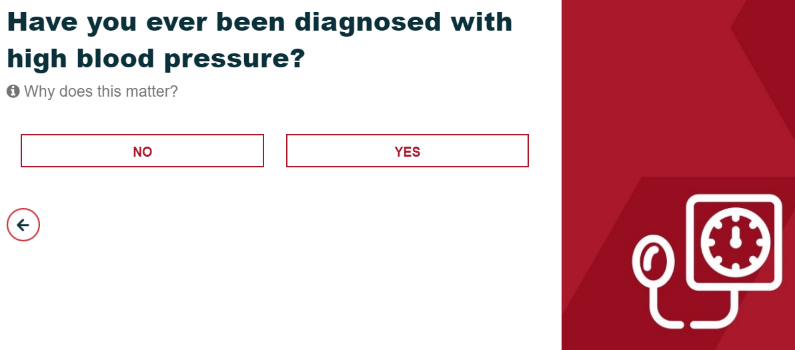 Have you ever been diagnosed with
high blood pressure?
Why does this matter?
NO
YES